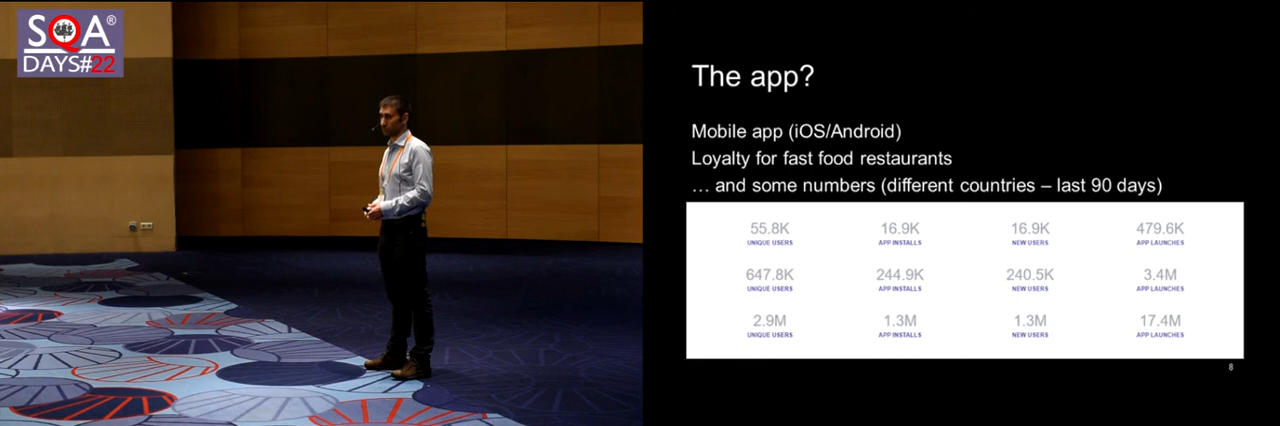 SQA®
DAYS#22
The app?
Mobile app (iOS/Android)
Loyalty for fast food restaurants
… and some numbers (different countries – last 90 days)
55.8K 16.9K 16.9K 479.6K
UNIQUE USERS APP INSTALLS NEW USERS APP LAUNCHES
647.8K 244.9K 240.5K 3.4M
UNIQUE USERS APP INSTALLS NEW USERS APP LAUNCHES
2.9M 1.3M 1.3M 17.4M
UNIQUE USERS APP INSTALLS NEW USERS APP LAUNCHES
8